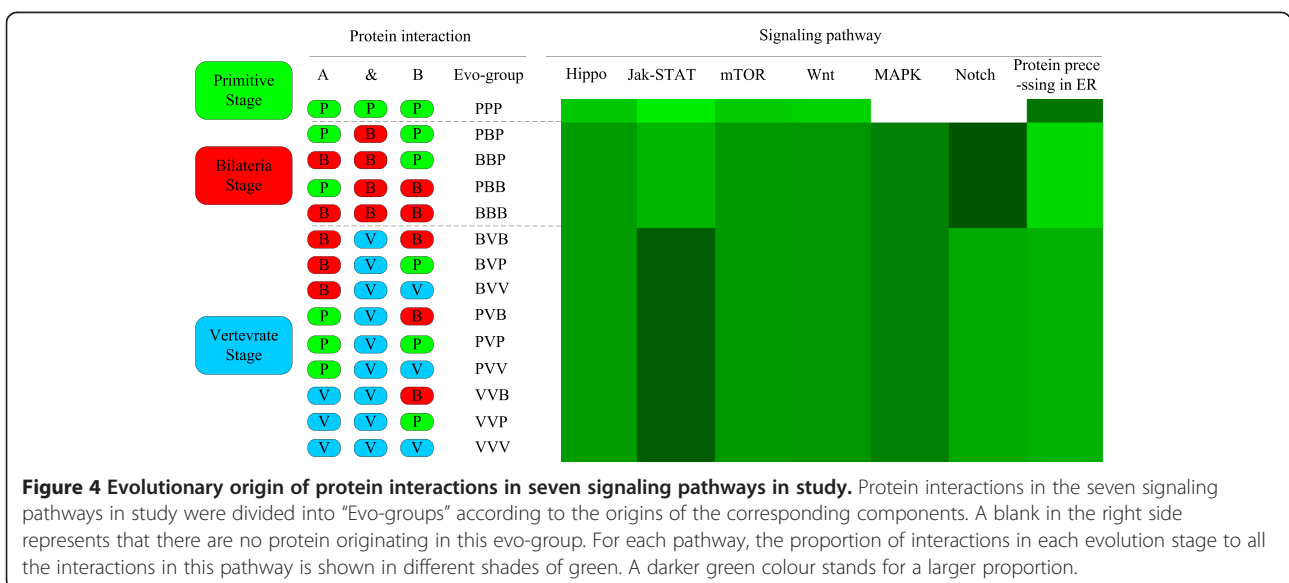 Protein interaction Signaling pathway
Primitive Stage
A & B Evo-group Hippo Jak-STAT mTOR Wnt MAPK Notch Protein prece
-ssing in ER
P P P PPP
P B P PBP
Bilateria Stage
B B P BBP
P B B PBB
B B B BBB
B V B BVB
B V P BVP
B V V BVV
P V B PVB
Vertevrate Stage
P V P PVP
P V V PVV
V V B VVB
V V P VVP
V V V VVV
Figure 4 Evolutionary origin of protein interactions in seven signaling pathways in study. Protein interactions in the seven signaling
pathways in study were divided into “Evo-groups” according to the origins of the corresponding components. A blank in the right side
represents that there are no protein originating in this evo-group. For each pathway, the proportion of interactions in each evolution stage to all
the interactions in this pathway is shown in different shades of green. A darker green colour stands for a larger proportion.